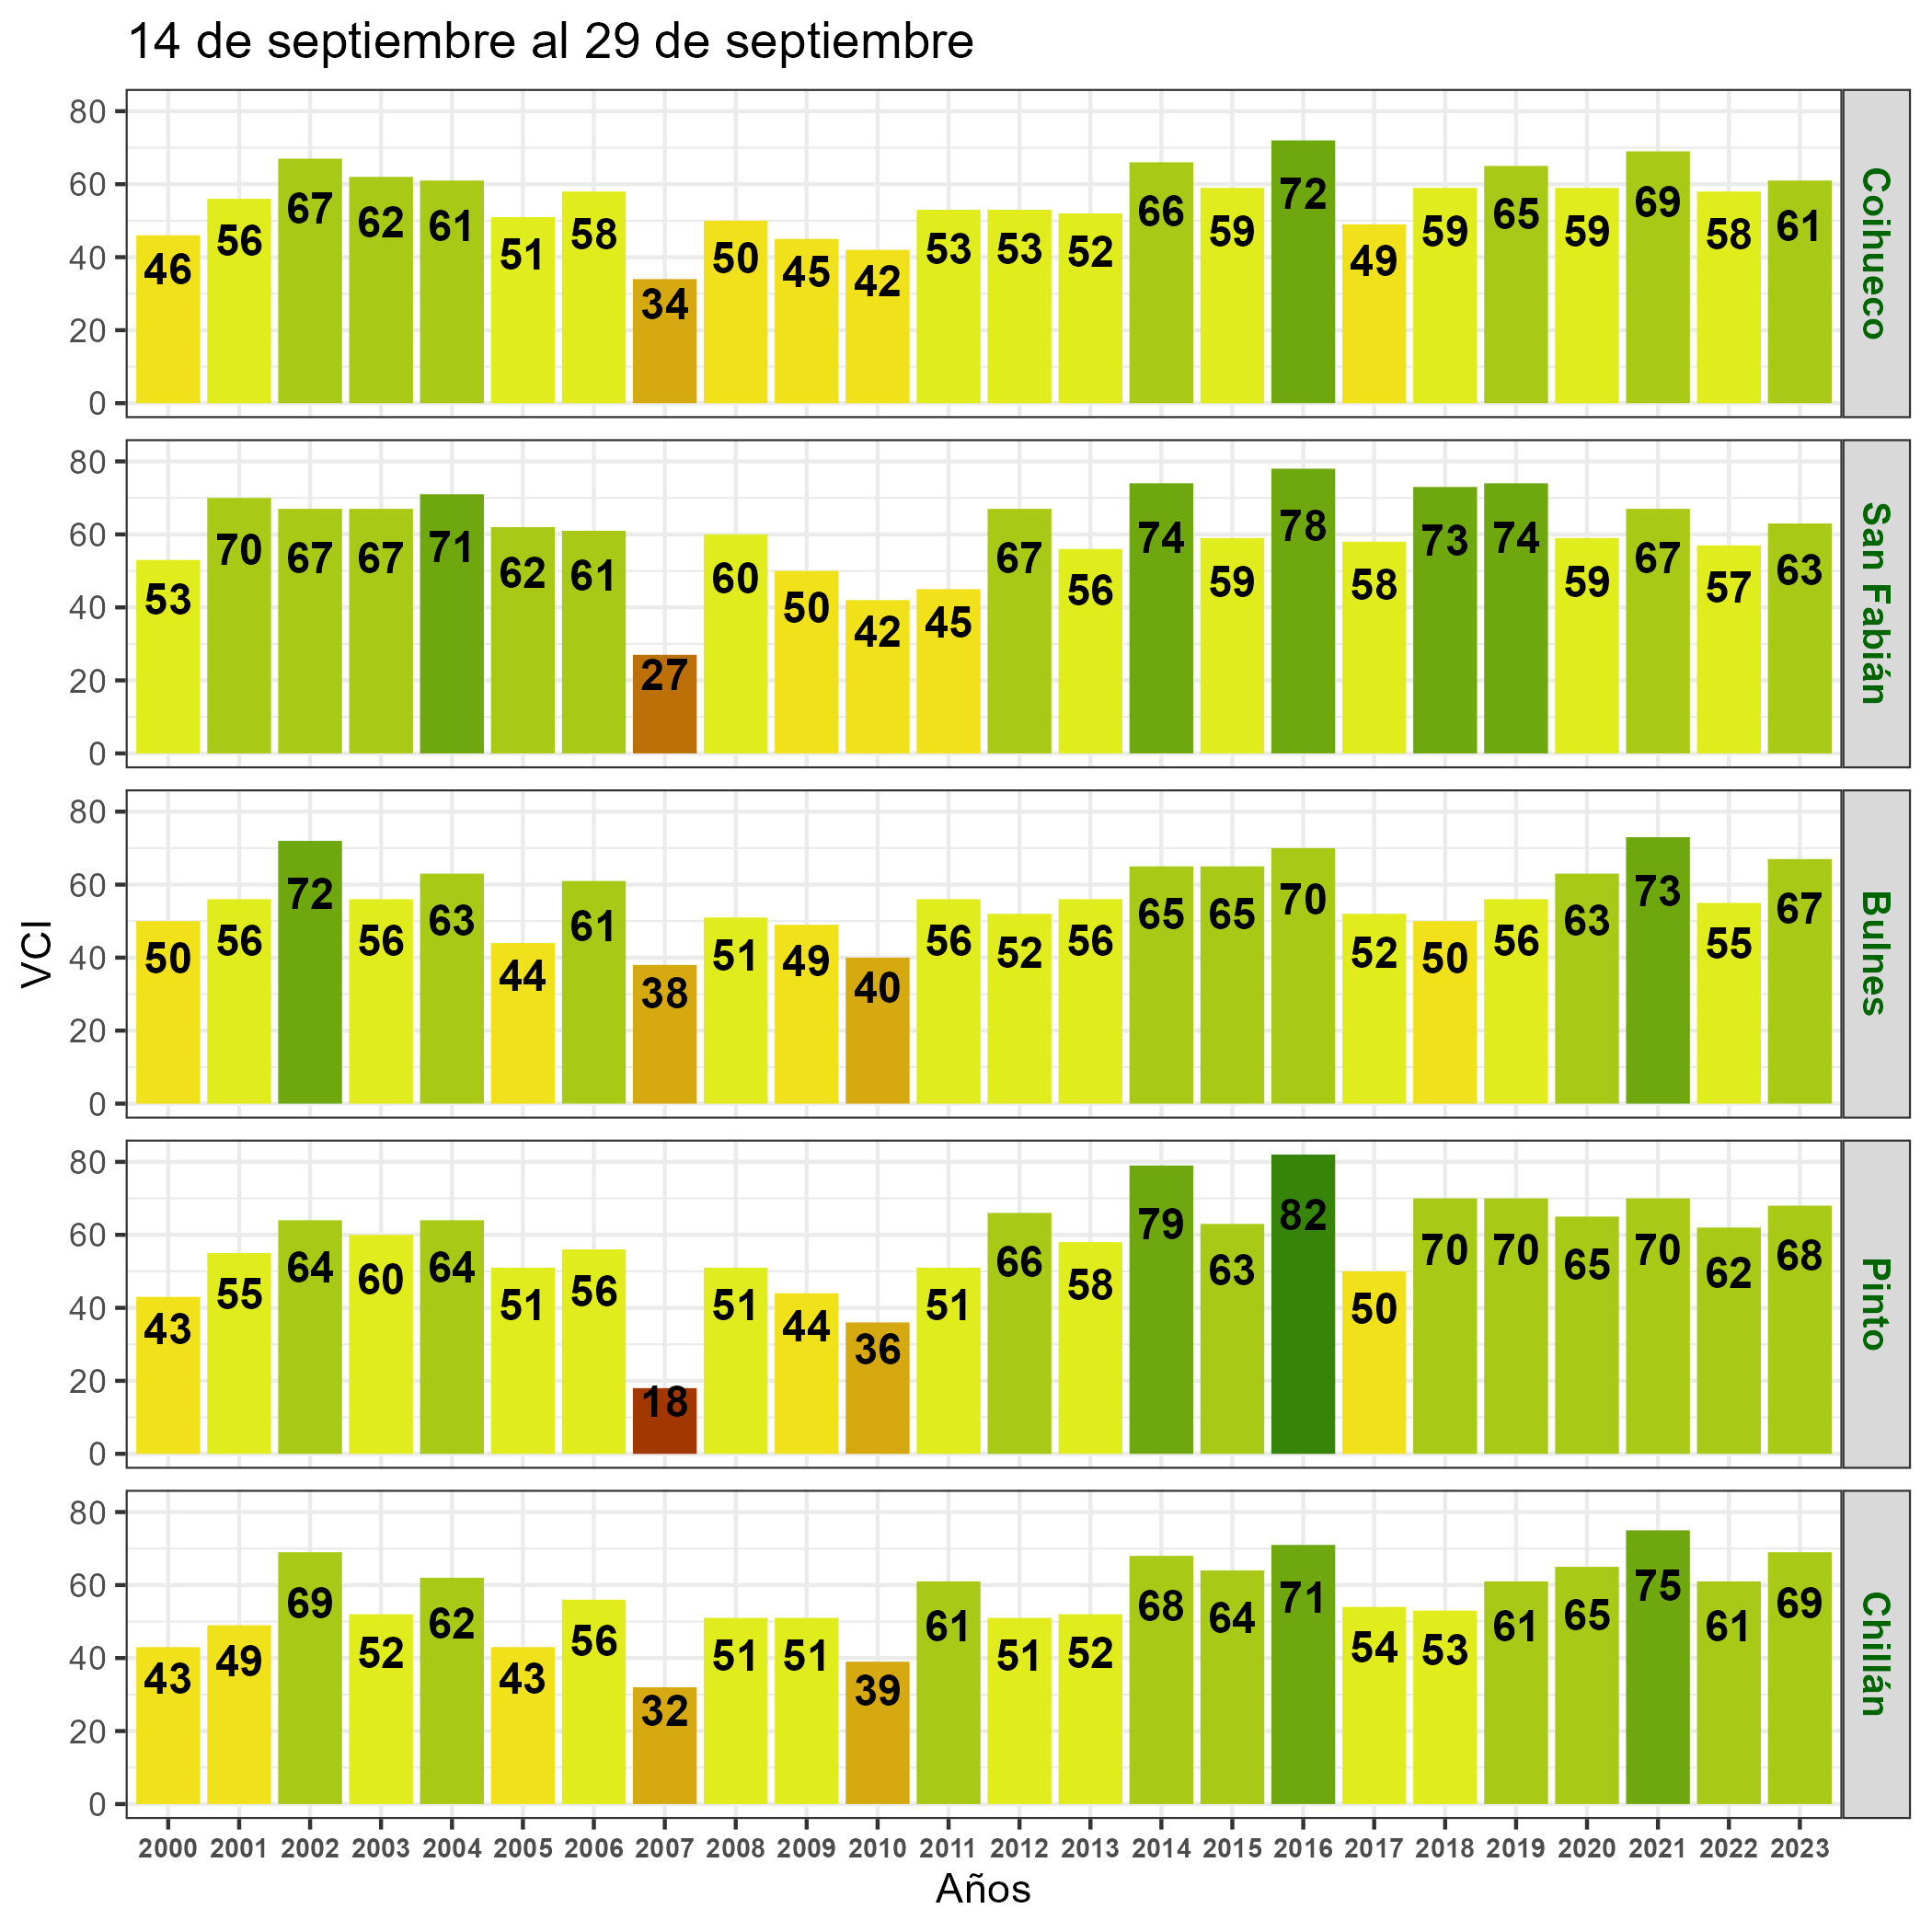 14 de septiembre al 29 de septiembre
80
60
40
20
0
46 56 67 62 61 51 58 34 50 45 42 53 53 52 66 59 72 49 59 65 59 69 58 61
Coihueco
80
60
40
20
0
53 70 67 67 71 62 61 27 60 50 42 45 67 56 74 59 78 58 73 74 59 67 57 63
San Fabián
VCI
80
60
40
20
0
50 56 72 56 63 44 61 38 51 49 40 56 52 56 65 65 70 52 50 56 63 73 55 67
Bulnes
80
60
40
20
0
43 55 64 60 64 51 56 18 51 44 36 51 66 58 79 63 82 50 70 70 65 70 62 68
Pinto
80
60
40
20
0
43 49 69 52 62 43 56 32 51 51 39 61 51 52 68 64 71 54 53 61 65 75 61 69
Chillán
2000 2001 2002 2003 2004 2005 2006 2007 2008 2009 2010 2011 2012 2013 2014 2015 2016 2017 2018 2019 2020 2021 2022 2023
Años